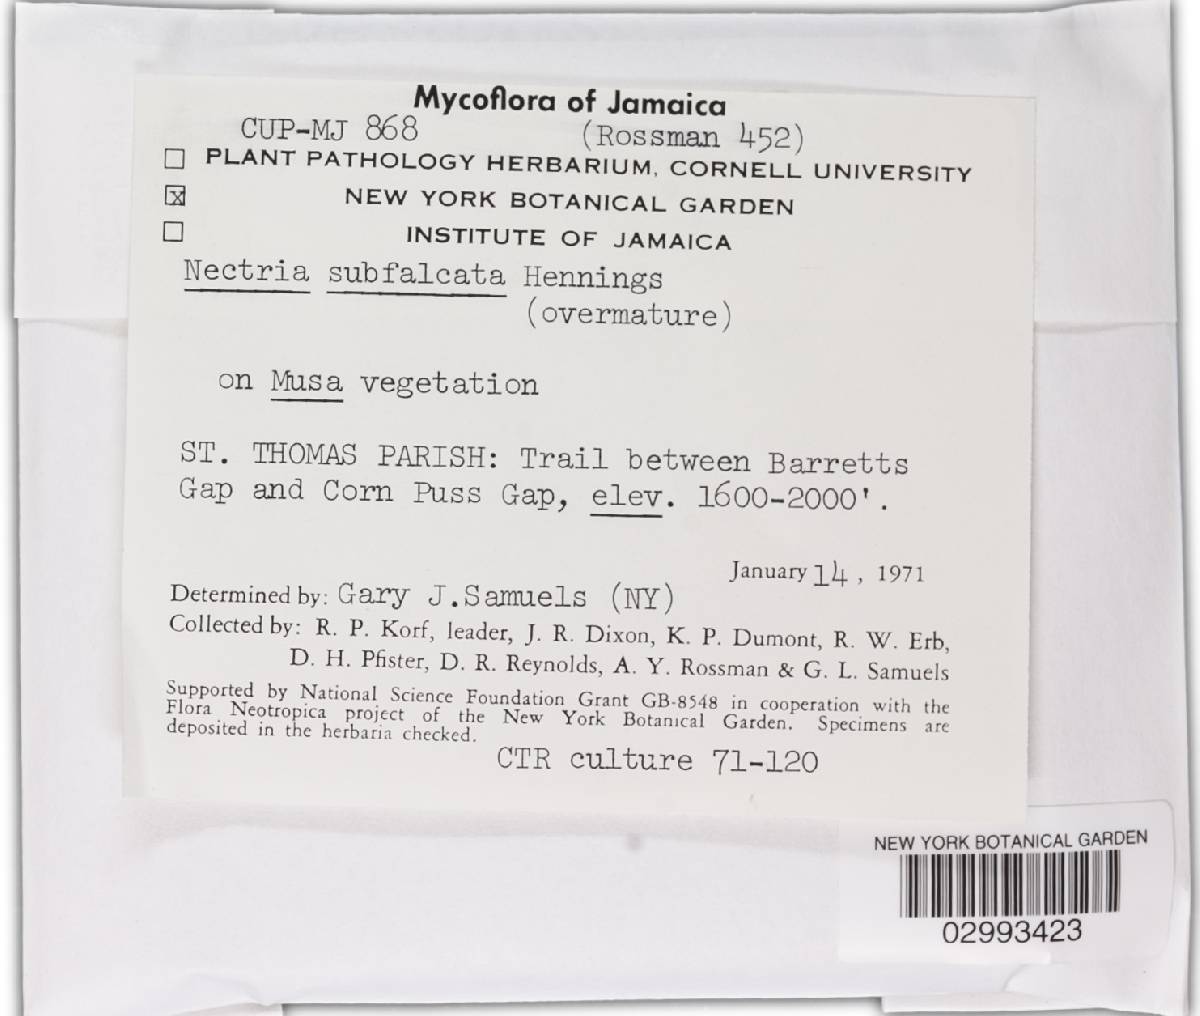 Mycoflora of Jamaica
CUP-MJ 868 (Rossman 452)
☐ PLANT PATHOLOGY HERBARIUM, CORNELL UNIVERSITY
☒ NEW YORK BOTANICAL GARDEN
☐ INSTITUTE OF JAMAICA
Nectria subfalcata Hennings
(overmature)
on Musa vegetation
ST. THOMAS PARISH: Trail between Barretts
Gap and Corn Puss Gap, elev. 1600-2000'.
January 14, 1971
Determined by: Gary J.Samuels (NY)
Collected by: R. P. Korf, leader, J. R. Dixon, K. P. Dumont, R. W. Erb,
D. H. Pfister, D. R. Reynolds, A. Y. Rossman & G. L. Samuels
Supported by National Science Foundation Grant GB-8548 in cooperation with the
Flora Neotropica project of the New York Botanical Garden. Specimens are
deposited in the herbaria checked.
CTR culture 71-120
NEW YORK BOTANICAL GARDEN
02993423